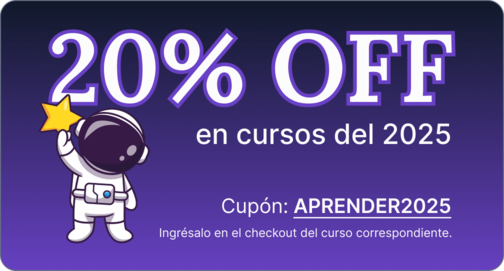 20% OFF
en cursos del 2025
Cupón: APRENDER2025
Ingrésalo en el checkout del curso correspondiente.